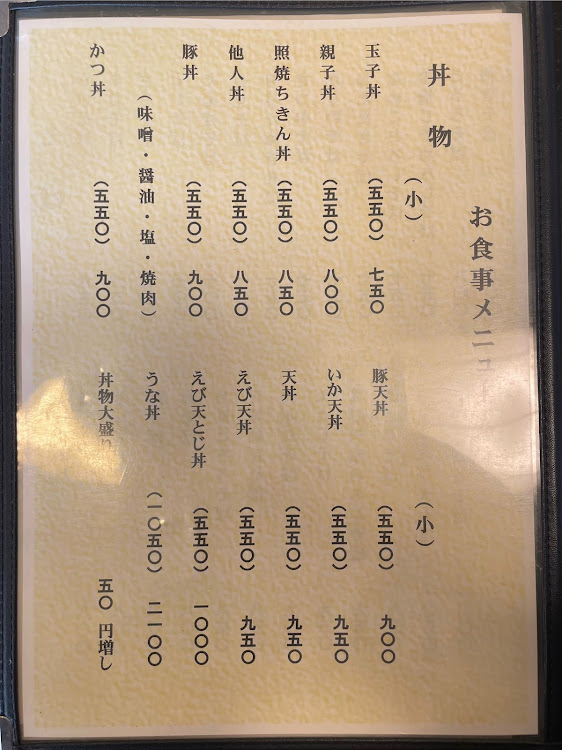 お食事メニュー
丼物
（小）
玉子丼 （五五〇） 七五〇
親子丼 （五五〇） 八〇〇
照焼ちきん丼 （五五〇） 八五〇
他人丼 （五五〇） 八五〇
豚丼 （五五〇） 九〇〇
（味噌・醤油・塩・焼肉）
かつ丼 （五五〇） 九〇〇
（小）
豚天丼 （五五〇） 九〇〇
いか天丼 （五五〇） 九五〇
天丼 （五五〇） 九五〇
えび天丼 （五五〇） 九五〇
えび天とじ丼 （五五〇） 一〇〇〇
うな丼 （一〇五〇） 二一〇〇
丼物大盛り 五〇 円増し